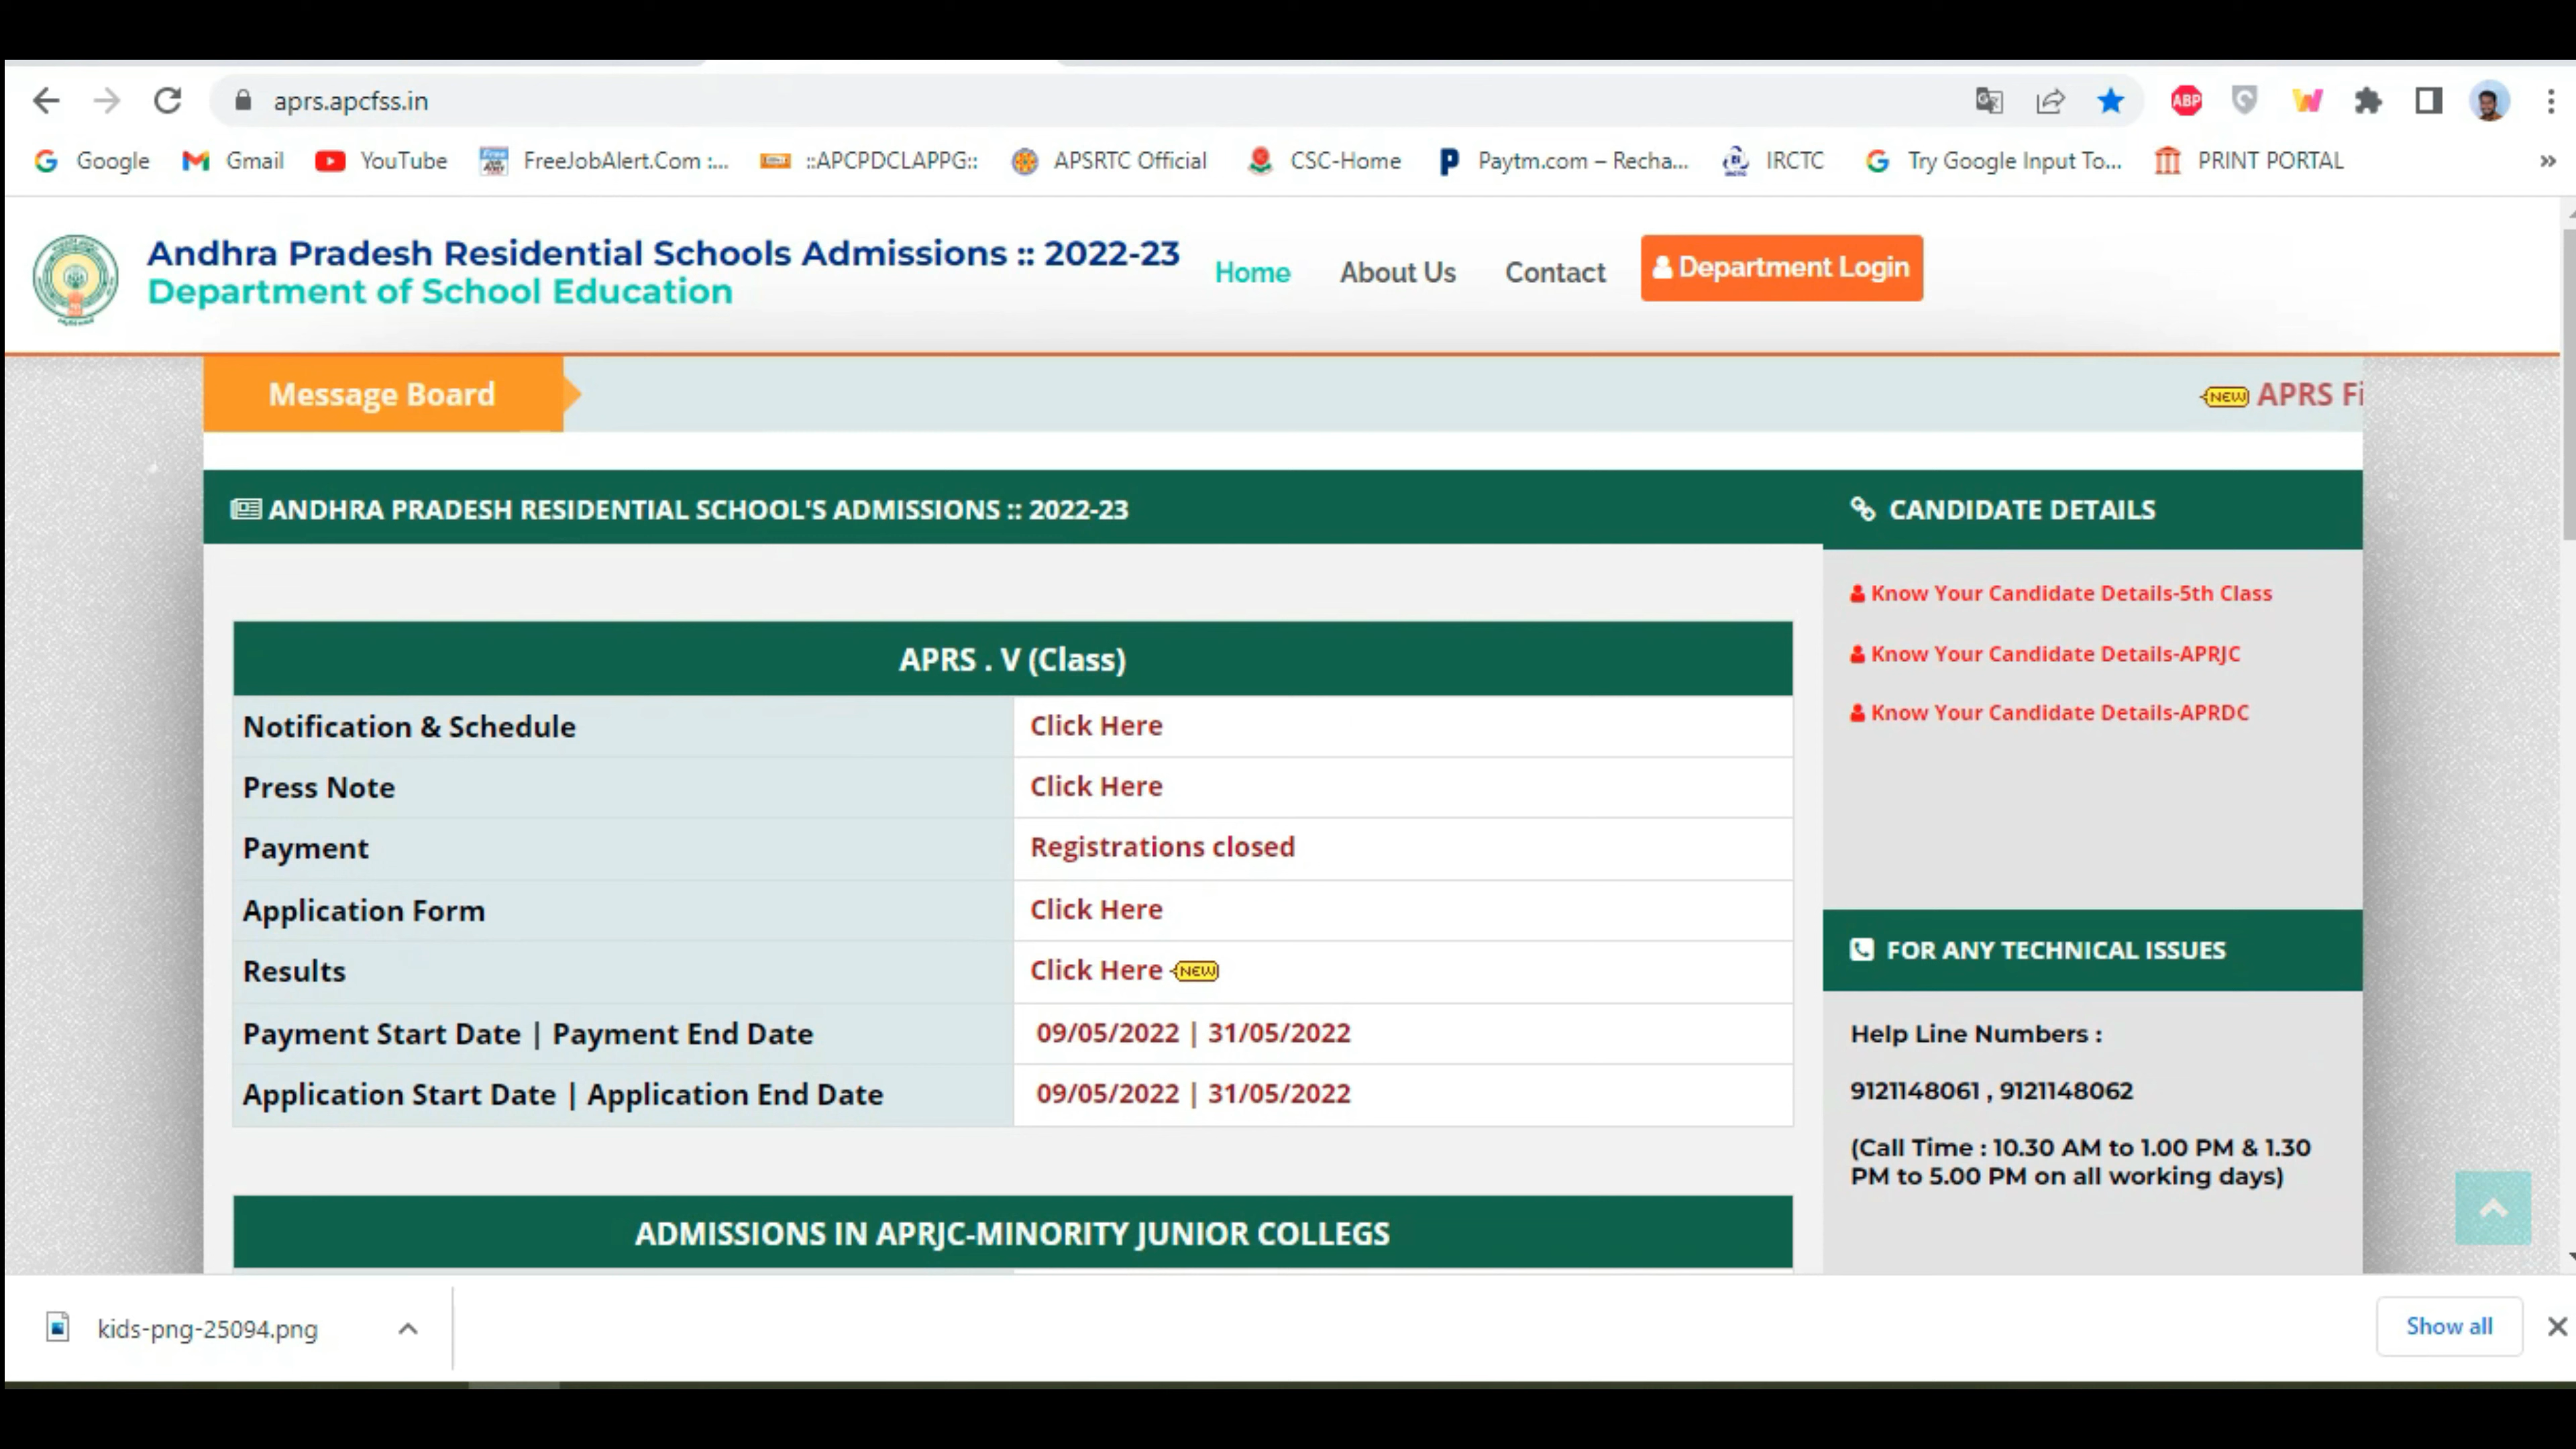 aprs.apcfss.in
ABP
Google Gmail YouTube FreeJobAlert.Com :... ::APCPDCLAPPG:: APSRTC Official CSC-Home Paytm.com – Recha... IRCTC Try Google Input To... PRINT PORTAL »
Andhra Pradesh Residential Schools Admissions :: 2022-23
Department of School Education
Home About Us Contact Department Login
Message Board
NEW APRS Fi
ANDHRA PRADESH RESIDENTIAL SCHOOL'S ADMISSIONS :: 2022-23
APRS . V (Class)
Notification & Schedule Click Here
Press Note Click Here
Payment Registrations closed
Application Form Click Here
Results Click Here NEW
Payment Start Date | Payment End Date 09/05/2022 | 31/05/2022
Application Start Date | Application End Date 09/05/2022 | 31/05/2022
ADMISSIONS IN APRJC-MINORITY JUNIOR COLLEGS
CANDIDATE DETAILS
Know Your Candidate Details-5th Class
Know Your Candidate Details-APRJC
Know Your Candidate Details-APRDC
FOR ANY TECHNICAL ISSUES
Help Line Numbers :
9121148061 , 9121148062
(Call Time : 10.30 AM to 1.00 PM & 1.30
PM to 5.00 PM on all working days)
kids-png-25094.png
Show all